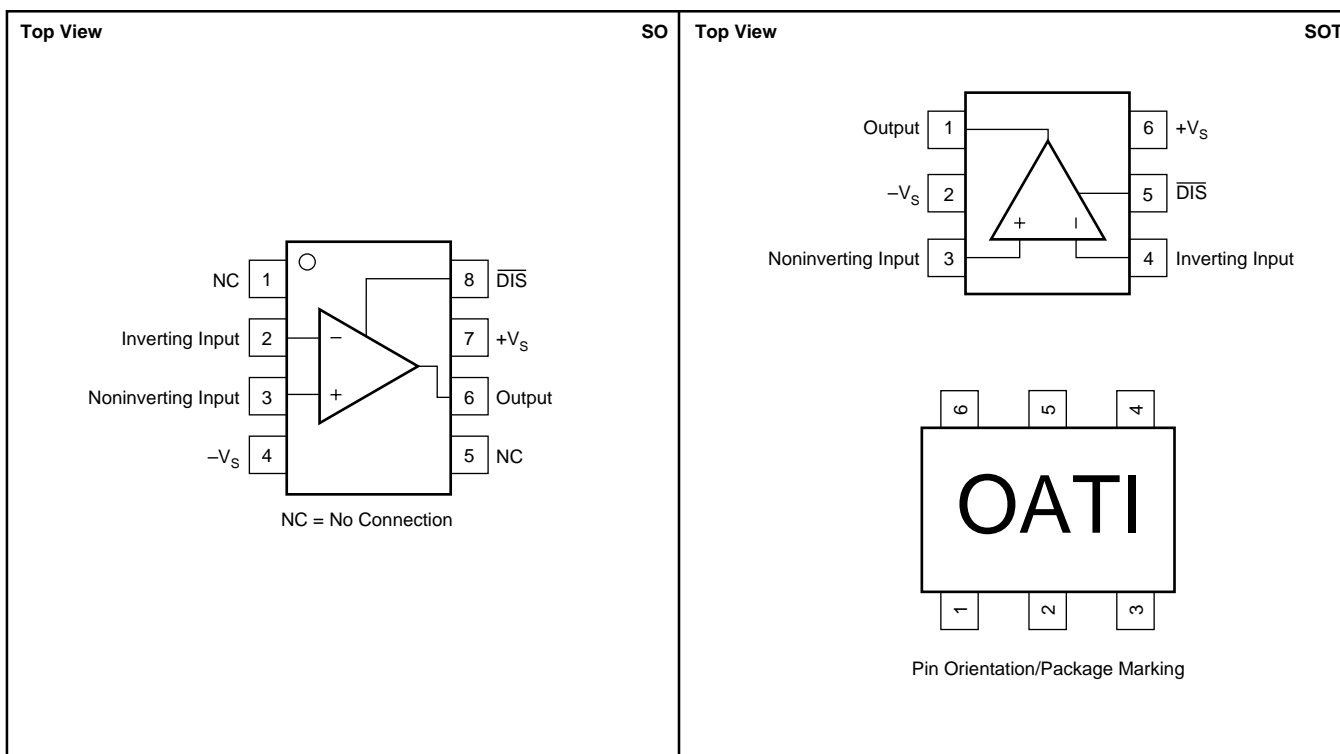 Top View SO
NC 1
8 D̅I̅S̅
Inverting Input 2 −
7 +VS
Noninverting Input 3 +
6 Output
–VS 4
5 NC
NC = No Connection
Top View SOT
Output 1
6 +VS
–VS 2
5 D̅I̅S̅
+ −
Noninverting Input 3
4 Inverting Input
6 5 4
OATI
1 2 3
Pin Orientation/Package Marking